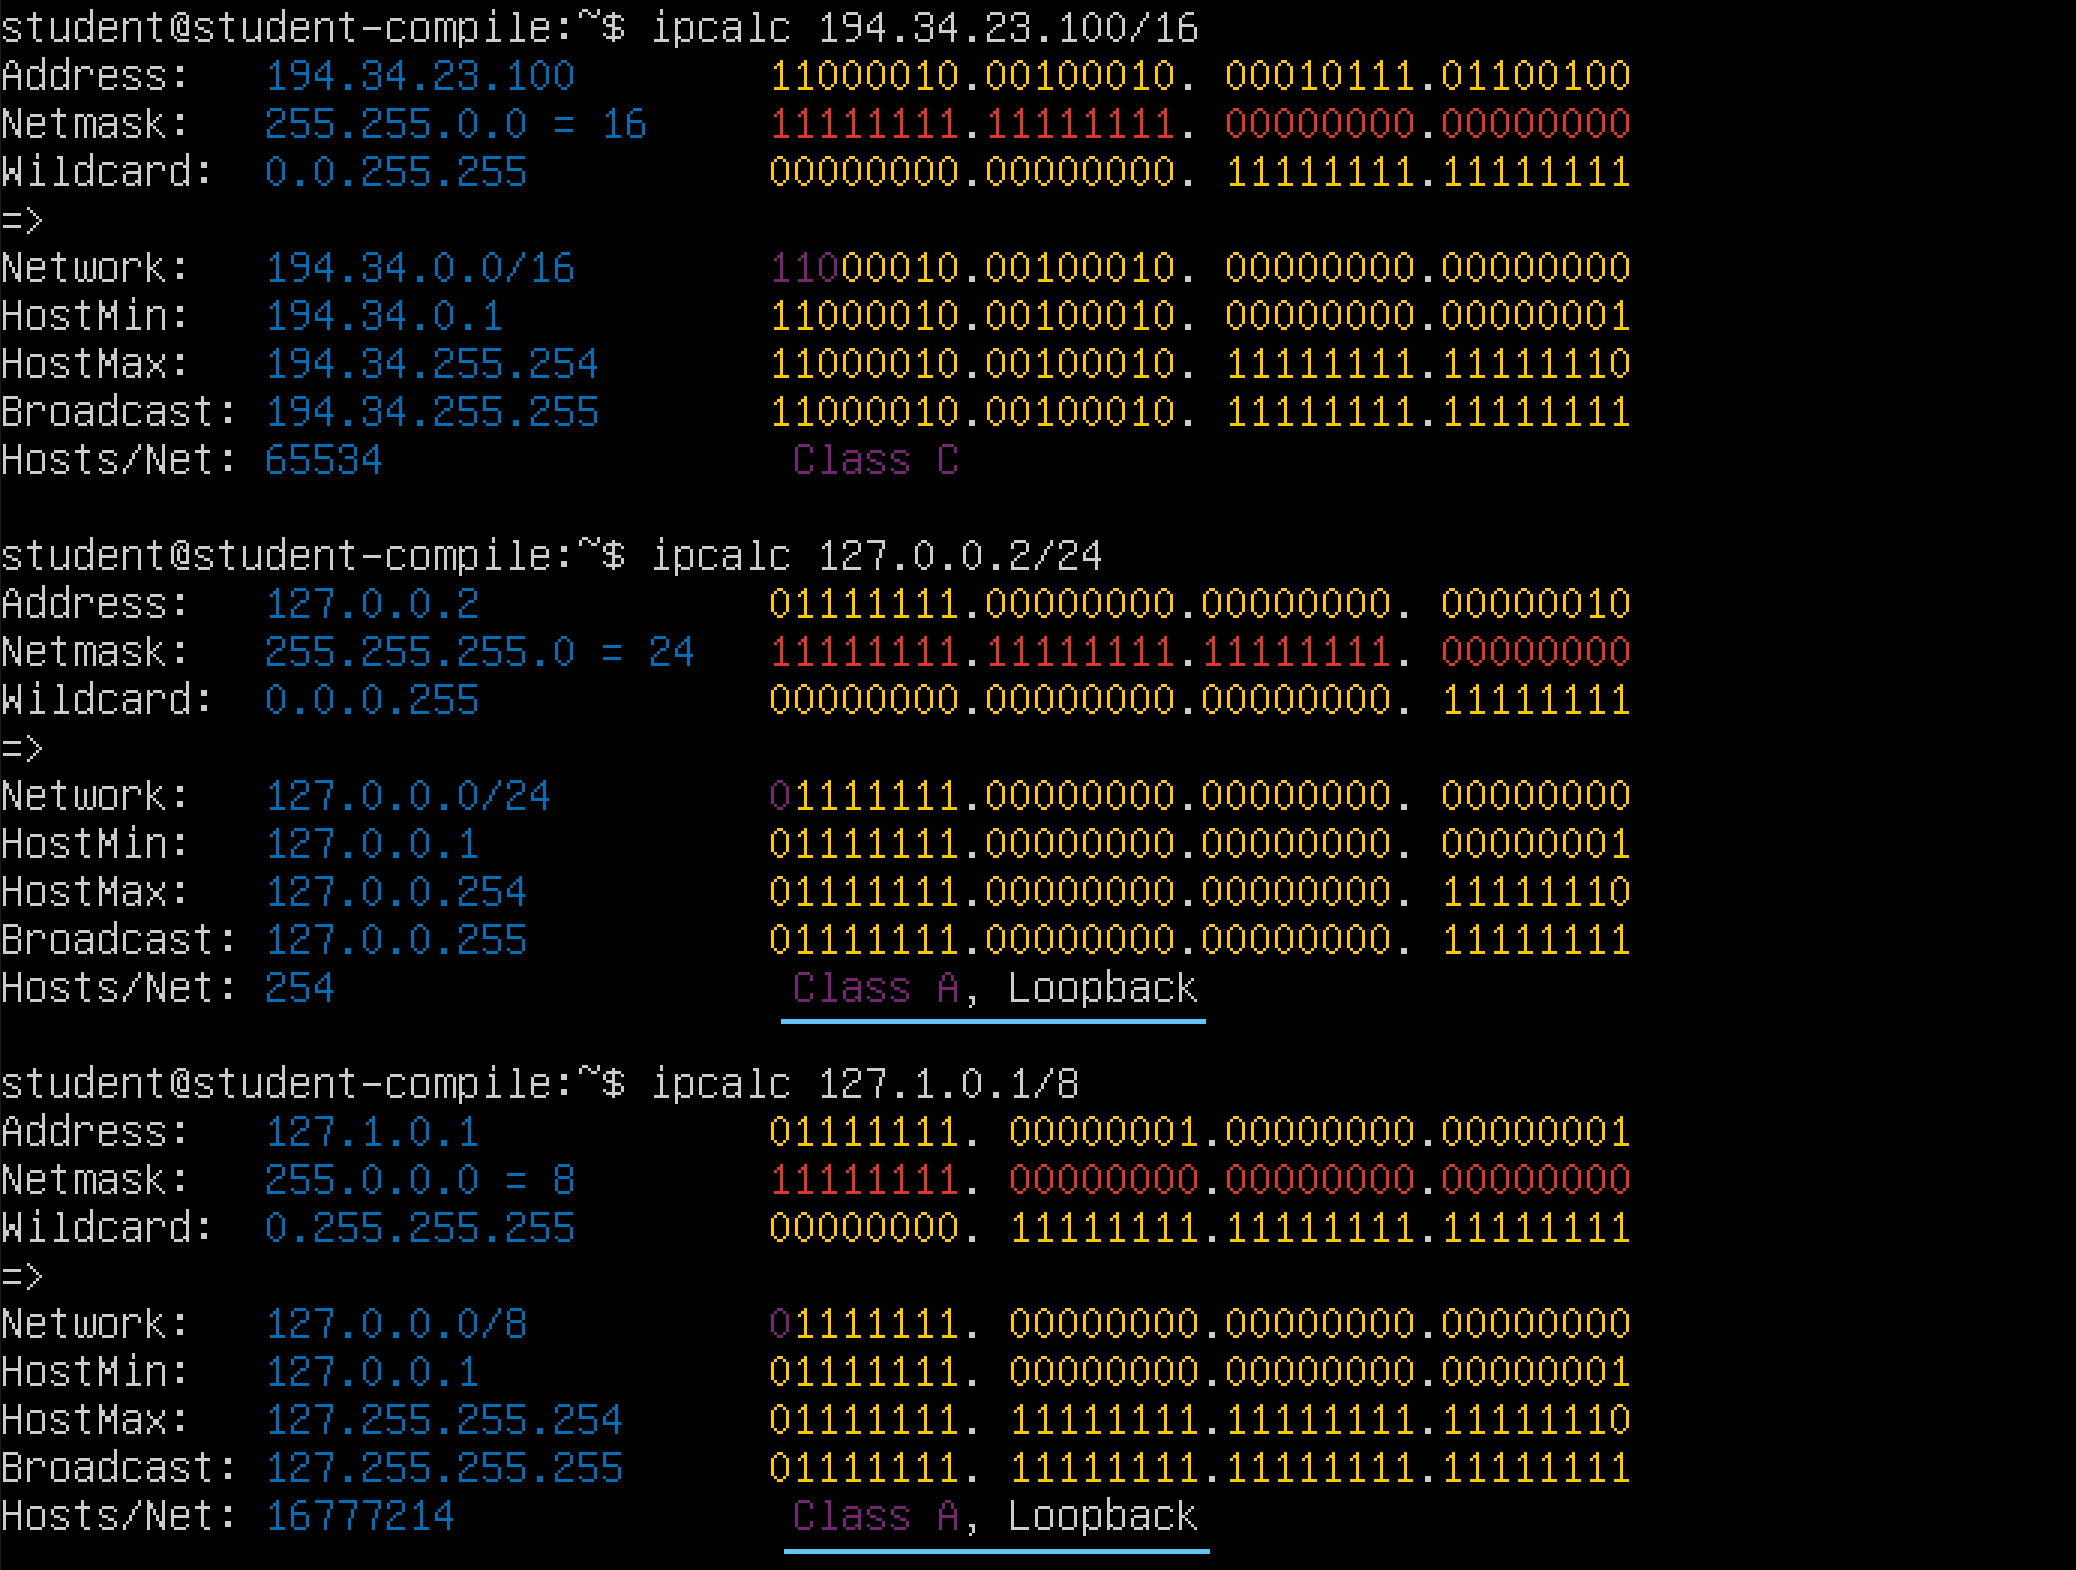 student@student-compile:~$ ipcalc 194.34.23.100/16
Address:   194.34.23.100        11000010.00100010. 00010111.01100100
Netmask:   255.255.0.0 = 16     11111111.11111111. 00000000.00000000
Wildcard:  0.0.255.255          00000000.00000000. 11111111.11111111
=>
Network:   194.34.0.0/16        11000010.00100010. 00000000.00000000
HostMin:   194.34.0.1           11000010.00100010. 00000000.00000001
HostMax:   194.34.255.254       11000010.00100010. 11111111.11111110
Broadcast: 194.34.255.255       11000010.00100010. 11111111.11111111
Hosts/Net: 65534                 Class C
student@student-compile:~$ ipcalc 127.0.0.2/24
Address:   127.0.0.2            01111111.00000000.00000000. 00000010
Netmask:   255.255.255.0 = 24   11111111.11111111.11111111. 00000000
Wildcard:  0.0.0.255            00000000.00000000.00000000. 11111111
=>
Network:   127.0.0.0/24         01111111.00000000.00000000. 00000000
HostMin:   127.0.0.1            01111111.00000000.00000000. 00000001
HostMax:   127.0.0.254          01111111.00000000.00000000. 11111110
Broadcast: 127.0.0.255          01111111.00000000.00000000. 11111111
Hosts/Net: 254                   Class A, Loopback
student@student-compile:~$ ipcalc 127.1.0.1/8
Address:   127.1.0.1            01111111. 00000001.00000000.00000001
Netmask:   255.0.0.0 = 8        11111111. 00000000.00000000.00000000
Wildcard:  0.255.255.255        00000000. 11111111.11111111.11111111
=>
Network:   127.0.0.0/8          01111111. 00000000.00000000.00000000
HostMin:   127.0.0.1            01111111. 00000000.00000000.00000001
HostMax:   127.255.255.254      01111111. 11111111.11111111.11111110
Broadcast: 127.255.255.255      01111111. 11111111.11111111.11111111
Hosts/Net: 16777214              Class A, Loopback